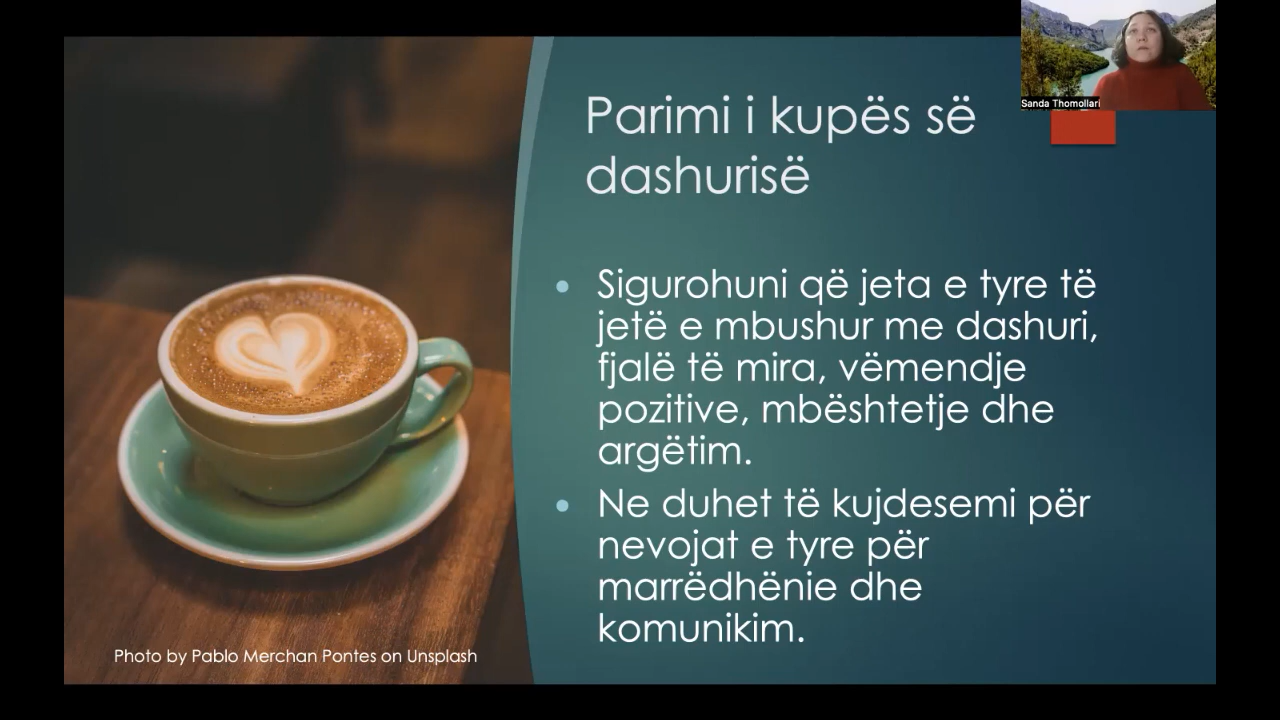 Sanda Thomollari
Parimi i kupës së
dashurisë
Sigurohuni që jeta e tyre të
jetë e mbushur me dashuri,
fjalë të mira, vëmendje
pozitive, mbështetje dhe
argëtim.
Ne duhet të kujdesemi për
nevojat e tyre për
marrëdhënie dhe
komunikim.
Photo by Pablo Merchan Pontes on Unsplash